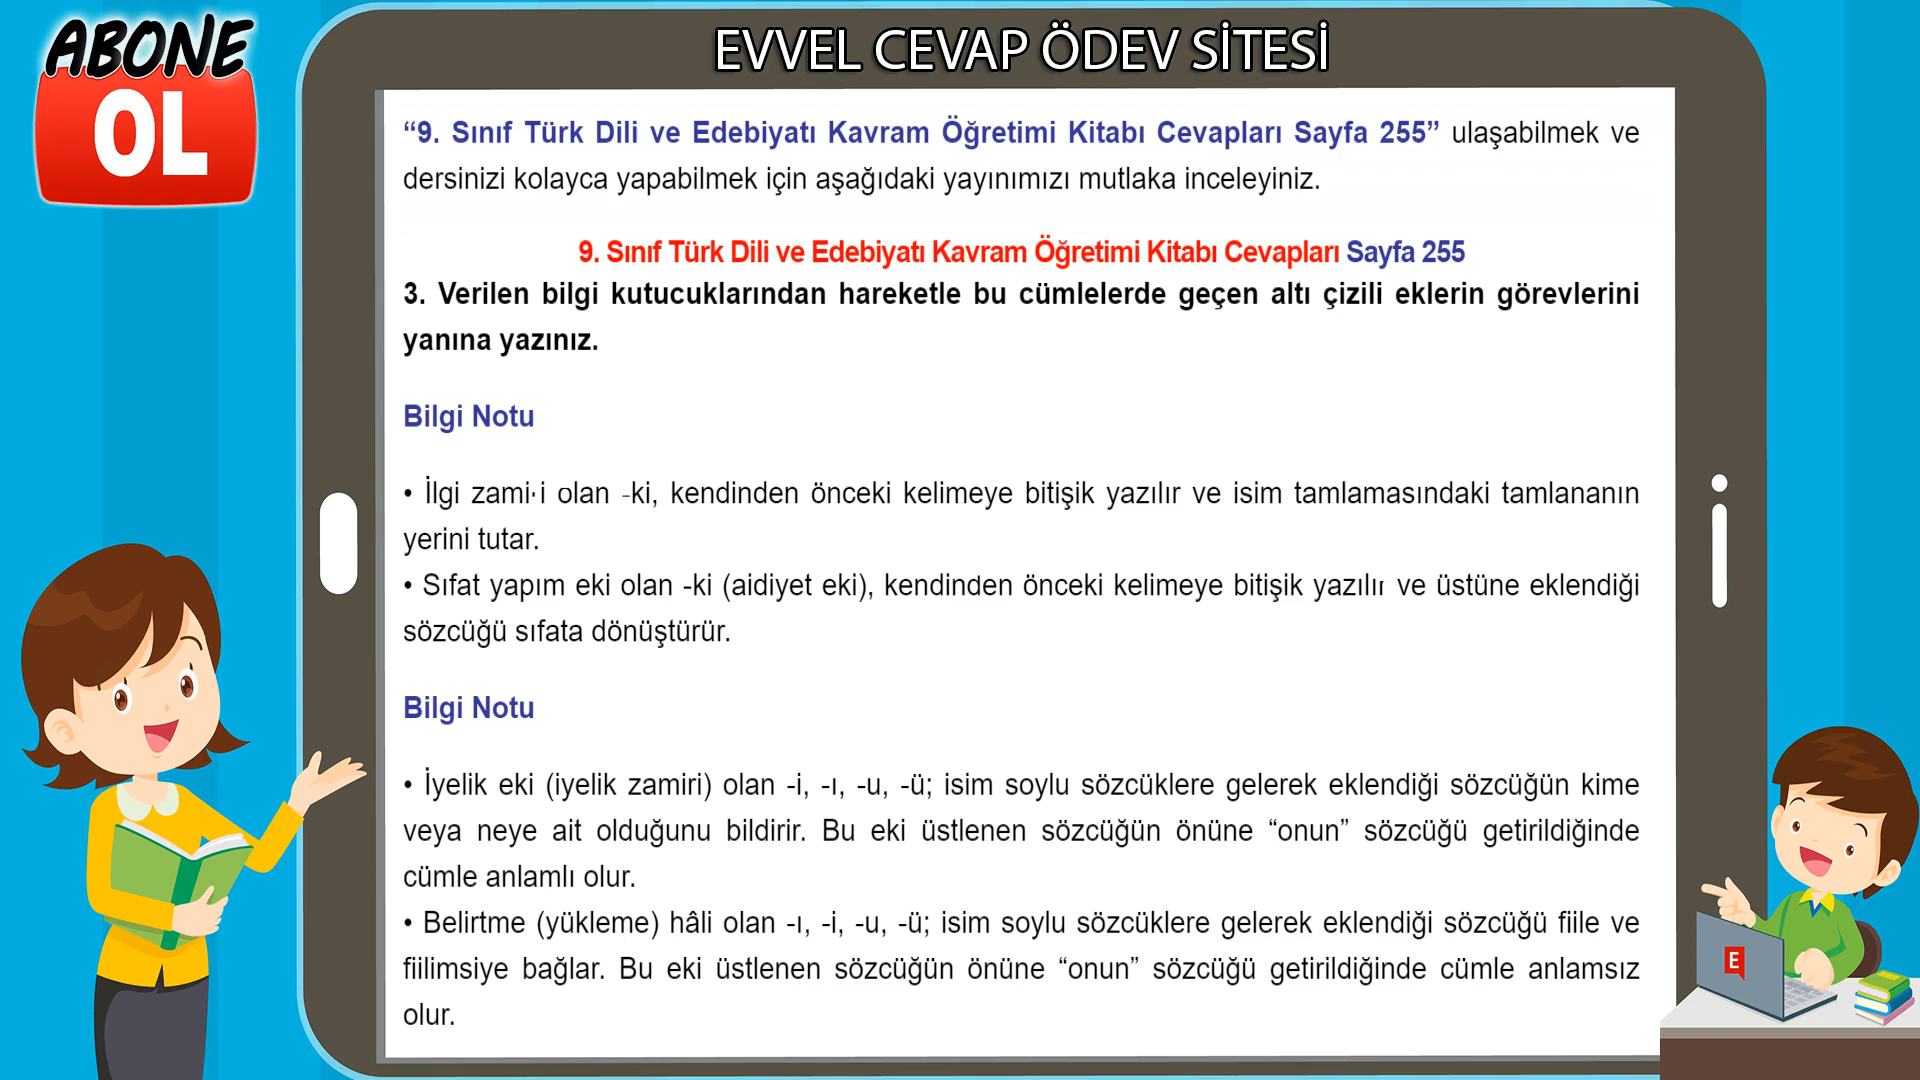 ABONE
OL
EVVEL CEVAP ÖDEV SİTESİ
“9. Sınıf Türk Dili ve Edebiyatı Kavram Öğretimi Kitabı Cevapları Sayfa 255” ulaşabilmek ve
dersinizi kolayca yapabilmek için aşağıdaki yayınımızı mutlaka inceleyiniz.
9. Sınıf Türk Dili ve Edebiyatı Kavram Öğretimi Kitabı Cevapları Sayfa 255
3. Verilen bilgi kutucuklarından hareketle bu cümlelerde geçen altı çizili eklerin görevlerini
yanına yazınız.
Bilgi Notu
• İlgi zamiri olan -ki, kendinden önceki kelimeye bitişik yazılır ve isim tamlamasındaki tamlananın
yerini tutar.
• Sıfat yapım eki olan -ki (aidiyet eki), kendinden önceki kelimeye bitişik yazılır ve üstüne eklendiği
sözcüğü sıfata dönüştürür.
Bilgi Notu
• İyelik eki (iyelik zamiri) olan -i, -ı, -u, -ü; isim soylu sözcüklere gelerek eklendiği sözcüğün kime
veya neye ait olduğunu bildirir. Bu eki üstlenen sözcüğün önüne “onun” sözcüğü getirildiğinde
cümle anlamlı olur.
• Belirtme (yükleme) hâli olan -ı, -i, -u, -ü; isim soylu sözcüklere gelerek eklendiği sözcüğü fiile ve
fiilimsiye bağlar. Bu eki üstlenen sözcüğün önüne “onun” sözcüğü getirildiğinde cümle anlamsız
olur.
E